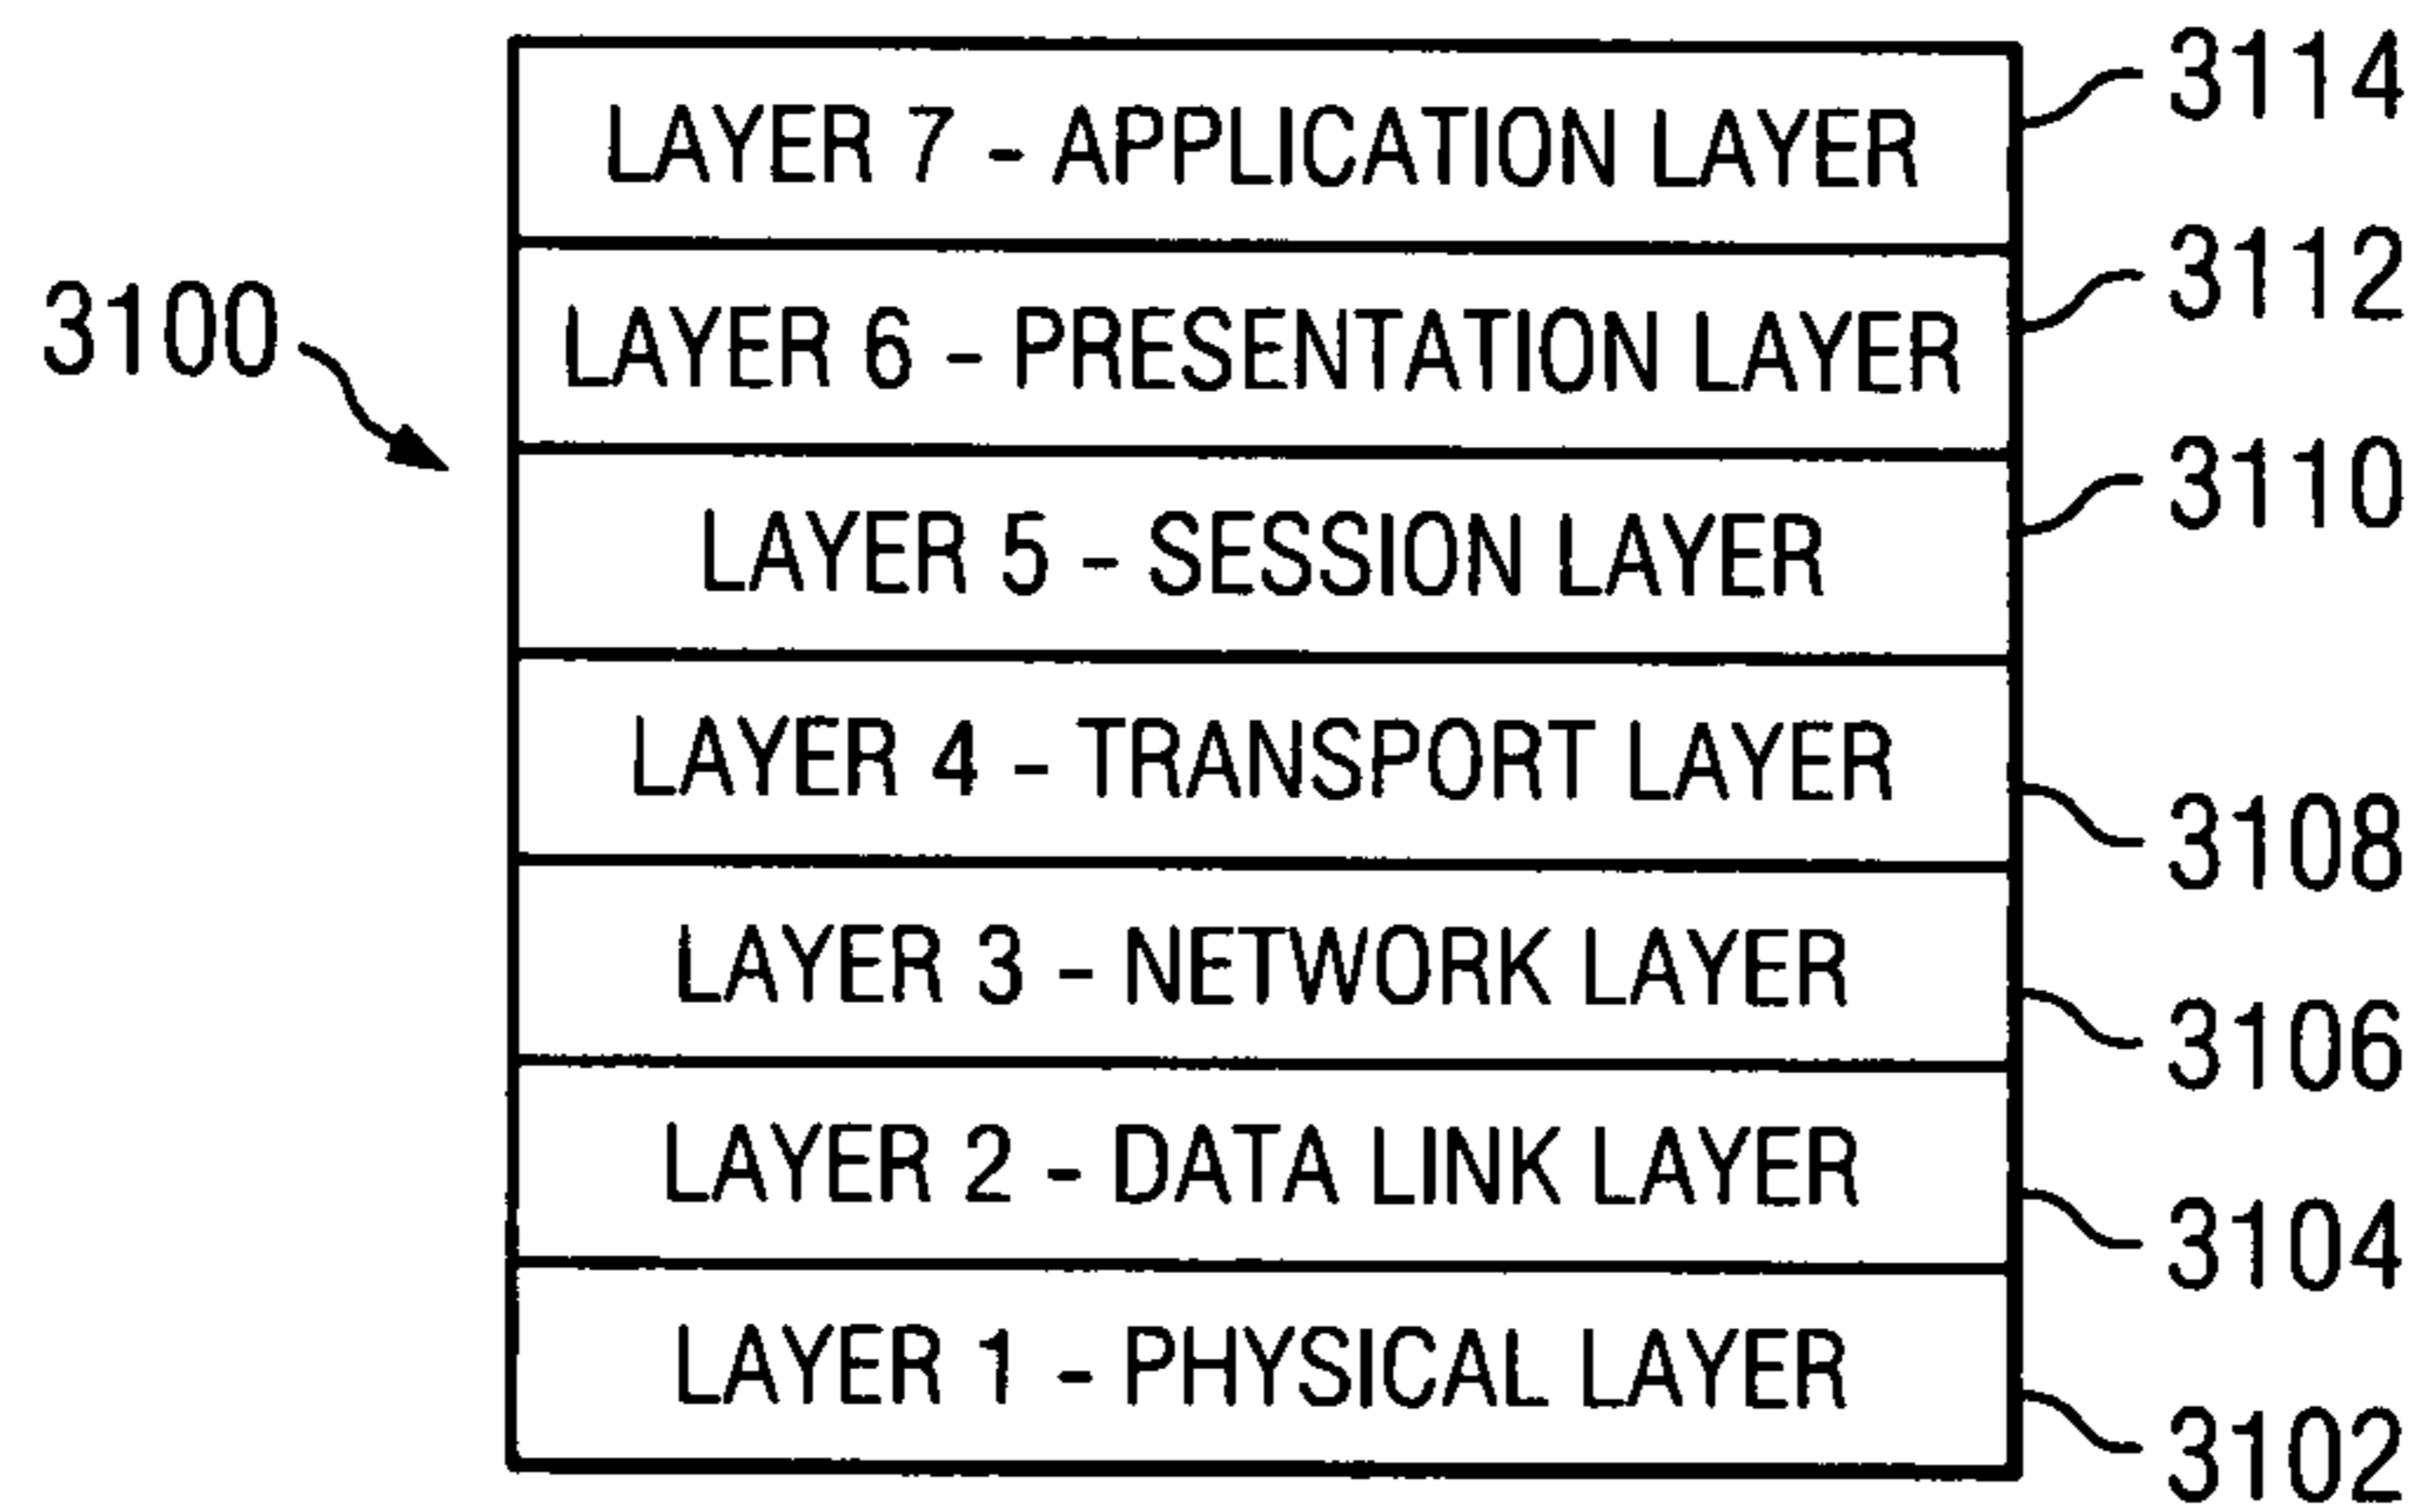 LAYER 7 - APPLICATION LAYER
3114
LAYER 6 - PRESENTATION LAYER
3112
3100
LAYER 5 - SESSION LAYER
3110
LAYER 4 - TRANSPORT LAYER
3108
LAYER 3 - NETWORK LAYER
3106
LAYER 2 - DATA LINK LAYER
3104
LAYER 1 - PHYSICAL LAYER
3102